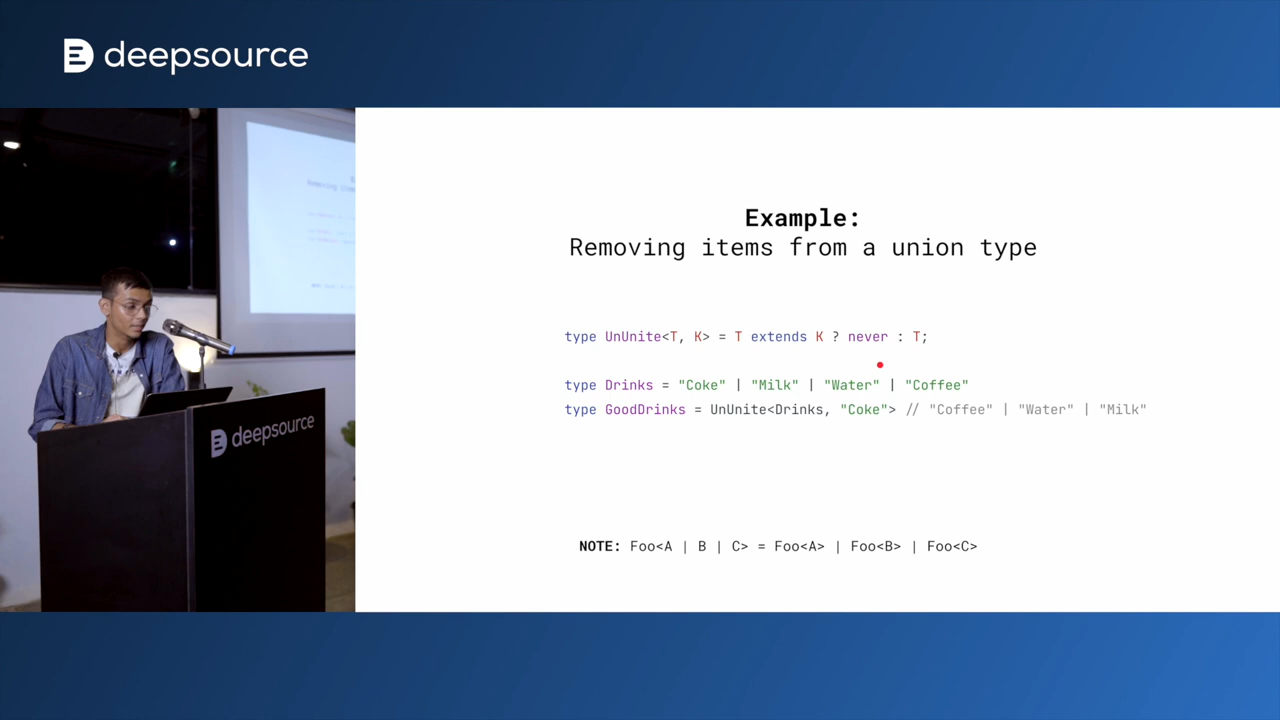 deepsource
Example:
Removing items from a union type
type UnUnite<T, K> = T extends K ? never : T;
type Drinks = "Coke" | "Milk" | "Water" | "Coffee"
type GoodDrinks = UnUnite<Drinks, "Coke"> // "Coffee" | "Water" | "Milk"
NOTE: Foo<A | B | C> = Foo<A> | Foo<B> | Foo<C>
deepsource